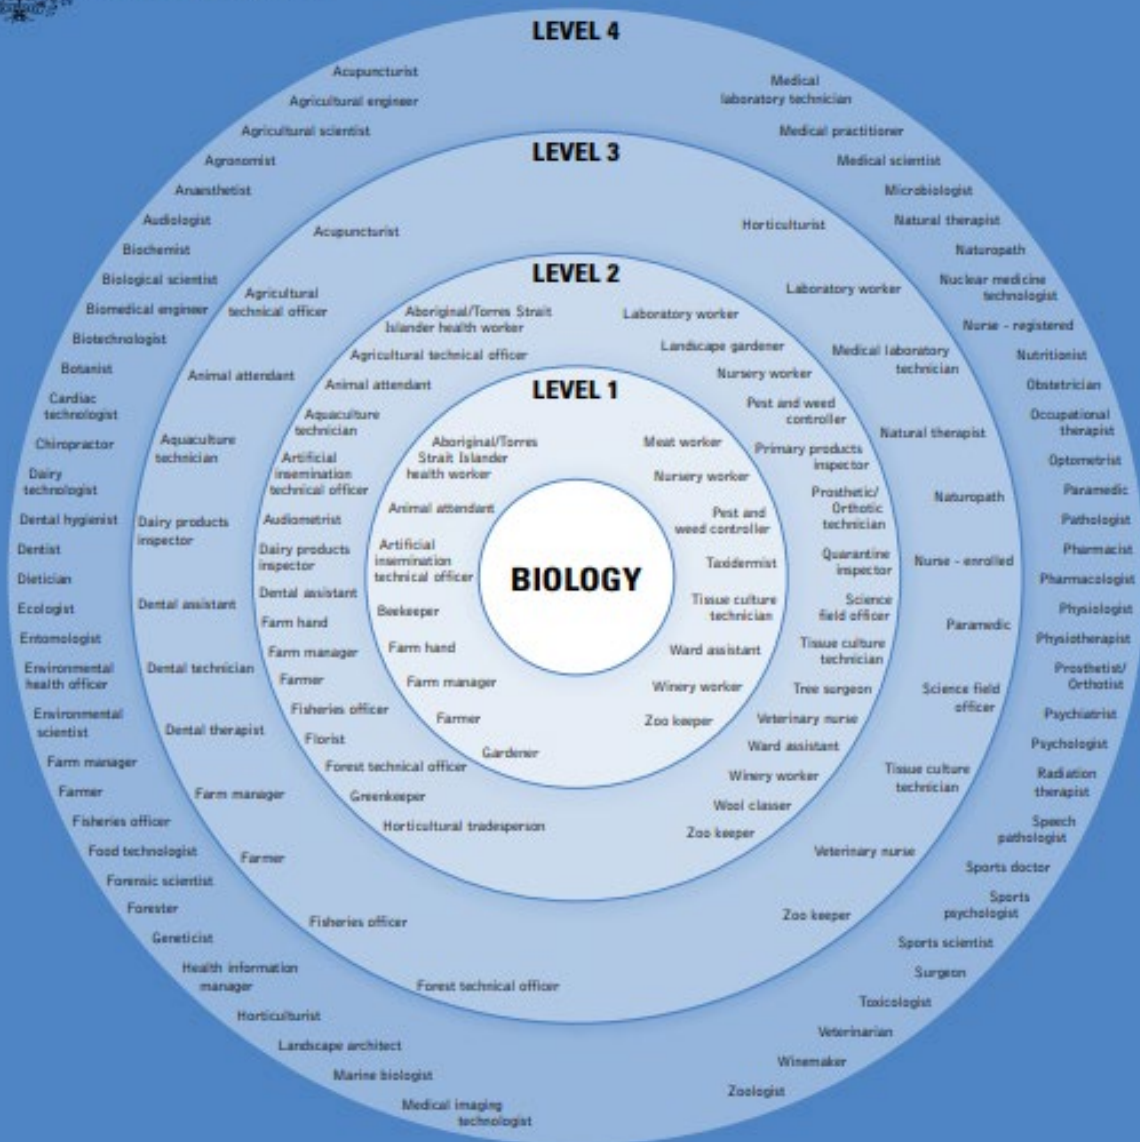 LEVEL 4
Acupuncturist
Agricultural engineer
Agricultural scientist
Agronomist
Anaesthetist
Audiologist
Biochemist
Biological scientist
Biomedical engineer
Biotechnologist
Botanist
Cardiac
technologist
Chiropractor
Dairy
technologist
Dental hygienist
Dentist
Dietician
Ecologist
Entomologist
Environmental
health officer
Environmental
scientist
Farm manager
Farmer
Fisheries officer
Food technologist
Forensic scientist
Forester
Geneticist
Health information
manager
Horticulturist
Landscape architect
Marine biologist
Medical imaging
technologist
Medical
laboratory technician
Medical practitioner
Medical scientist
Microbiologist
Natural therapist
Naturopath
Nuclear medicine
technologist
Nurse - registered
Nutritionist
Obstetrician
Occupational
therapist
Optometrist
Paramedic
Pathologist
Pharmacist
Pharmacologist
Physiologist
Physiotherapist
Prosthetist/
Orthotist
Psychiatrist
Psychologist
Radiation
therapist
Speech
pathologist
Sports doctor
Sports
psychologist
Sports scientist
Surgeon
Toxicologist
Veterinarian
Winemaker
Zoologist
LEVEL 3
Acupuncturist
Agricultural
technical officer
Animal attendant
Aquaculture
technician
Dairy products
inspector
Dental assistant
Dental technician
Dental therapist
Farm manager
Farmer
Fisheries officer
Forest technical officer
Horticulturist
Laboratory worker
Medical laboratory
technician
Natural therapist
Naturopath
Nurse - enrolled
Paramedic
Science field
officer
Tissue culture
technician
Veterinary nurse
Zoo keeper
LEVEL 2
Aboriginal/Torres Strait
Islander health worker
Agricultural technical officer
Animal attendant
Aquaculture
technician
Artificial
insemination
technical officer
Audiometrist
Dairy products
inspector
Dental assistant
Farm hand
Farm manager
Farmer
Fisheries officer
Florist
Forest technical officer
Greenkeeper
Horticultural tradesperson
Laboratory worker
Landscape gardener
Nursery worker
Pest and weed
controller
Primary products
inspector
Prosthetic/
Orthotic
technician
Quarantine
inspector
Science
field officer
Tissue culture
technician
Tree surgeon
Veterinary nurse
Ward assistant
Winery worker
Wool classer
Zoo keeper
LEVEL 1
Aboriginal/Torres
Strait Islander
health worker
Animal attendant
Artificial
insemination
technical officer
Beekeeper
Farm hand
Farm manager
Farmer
Gardener
Meat worker
Nursery worker
Pest and
weed controller
Taxidermist
Tissue culture
technician
Ward assistant
Winery worker
Zoo keeper
BIOLOGY